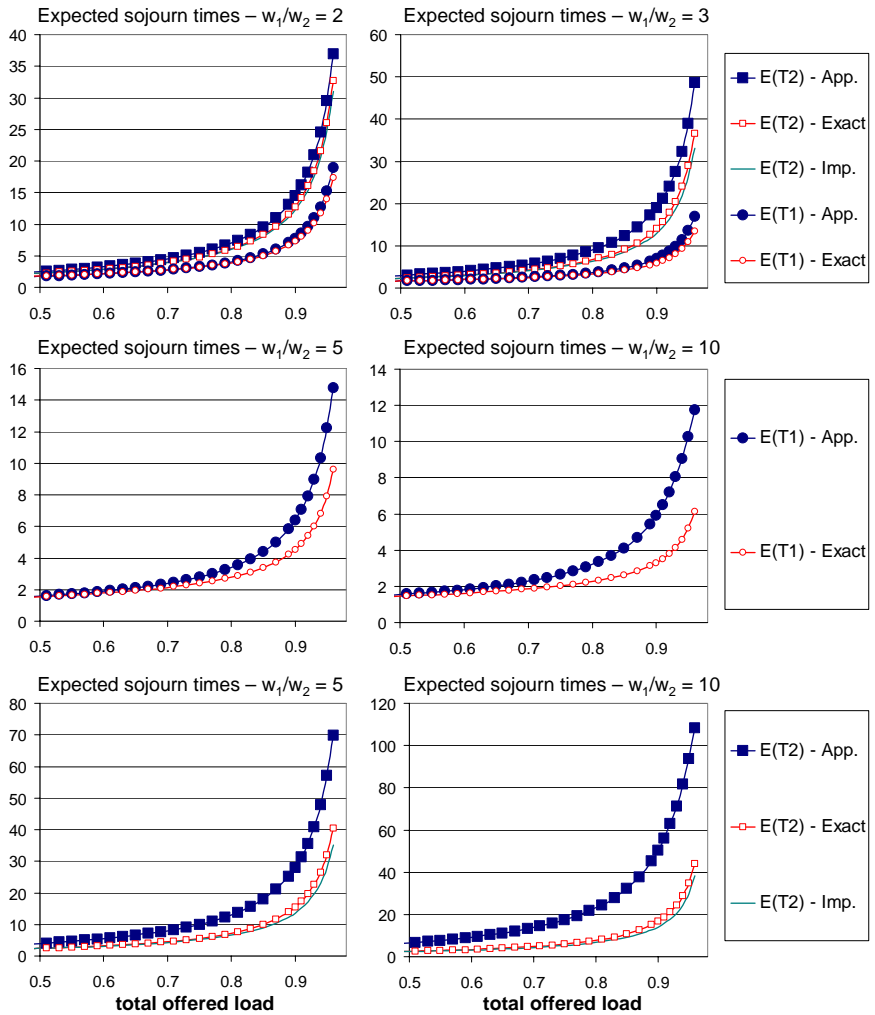 Expected sojourn times – w1/w2 = 2
40
35
30
25
20
15
10
5
0
0.5 0.6 0.7 0.8 0.9
Expected sojourn times – w1/w2 = 3
60
50
40
30
20
10
0
0.5 0.6 0.7 0.8 0.9
E(T2) - App.
E(T2) - Exact
E(T2) - Imp.
E(T1) - App.
E(T1) - Exact
Expected sojourn times – w1/w2 = 5
16
14
12
10
8
6
4
2
0
0.5 0.6 0.7 0.8 0.9
Expected sojourn times – w1/w2 = 10
14
12
10
8
6
4
2
0
0.5 0.6 0.7 0.8 0.9
E(T1) - App.
E(T1) - Exact
Expected sojourn times – w1/w2 = 5
80
70
60
50
40
30
20
10
0
0.5 0.6 0.7 0.8 0.9
total offered load
Expected sojourn times – w1/w2 = 10
120
100
80
60
40
20
0
0.5 0.6 0.7 0.8 0.9
total offered load
E(T2) - App.
E(T2) - Exact
E(T2) - Imp.